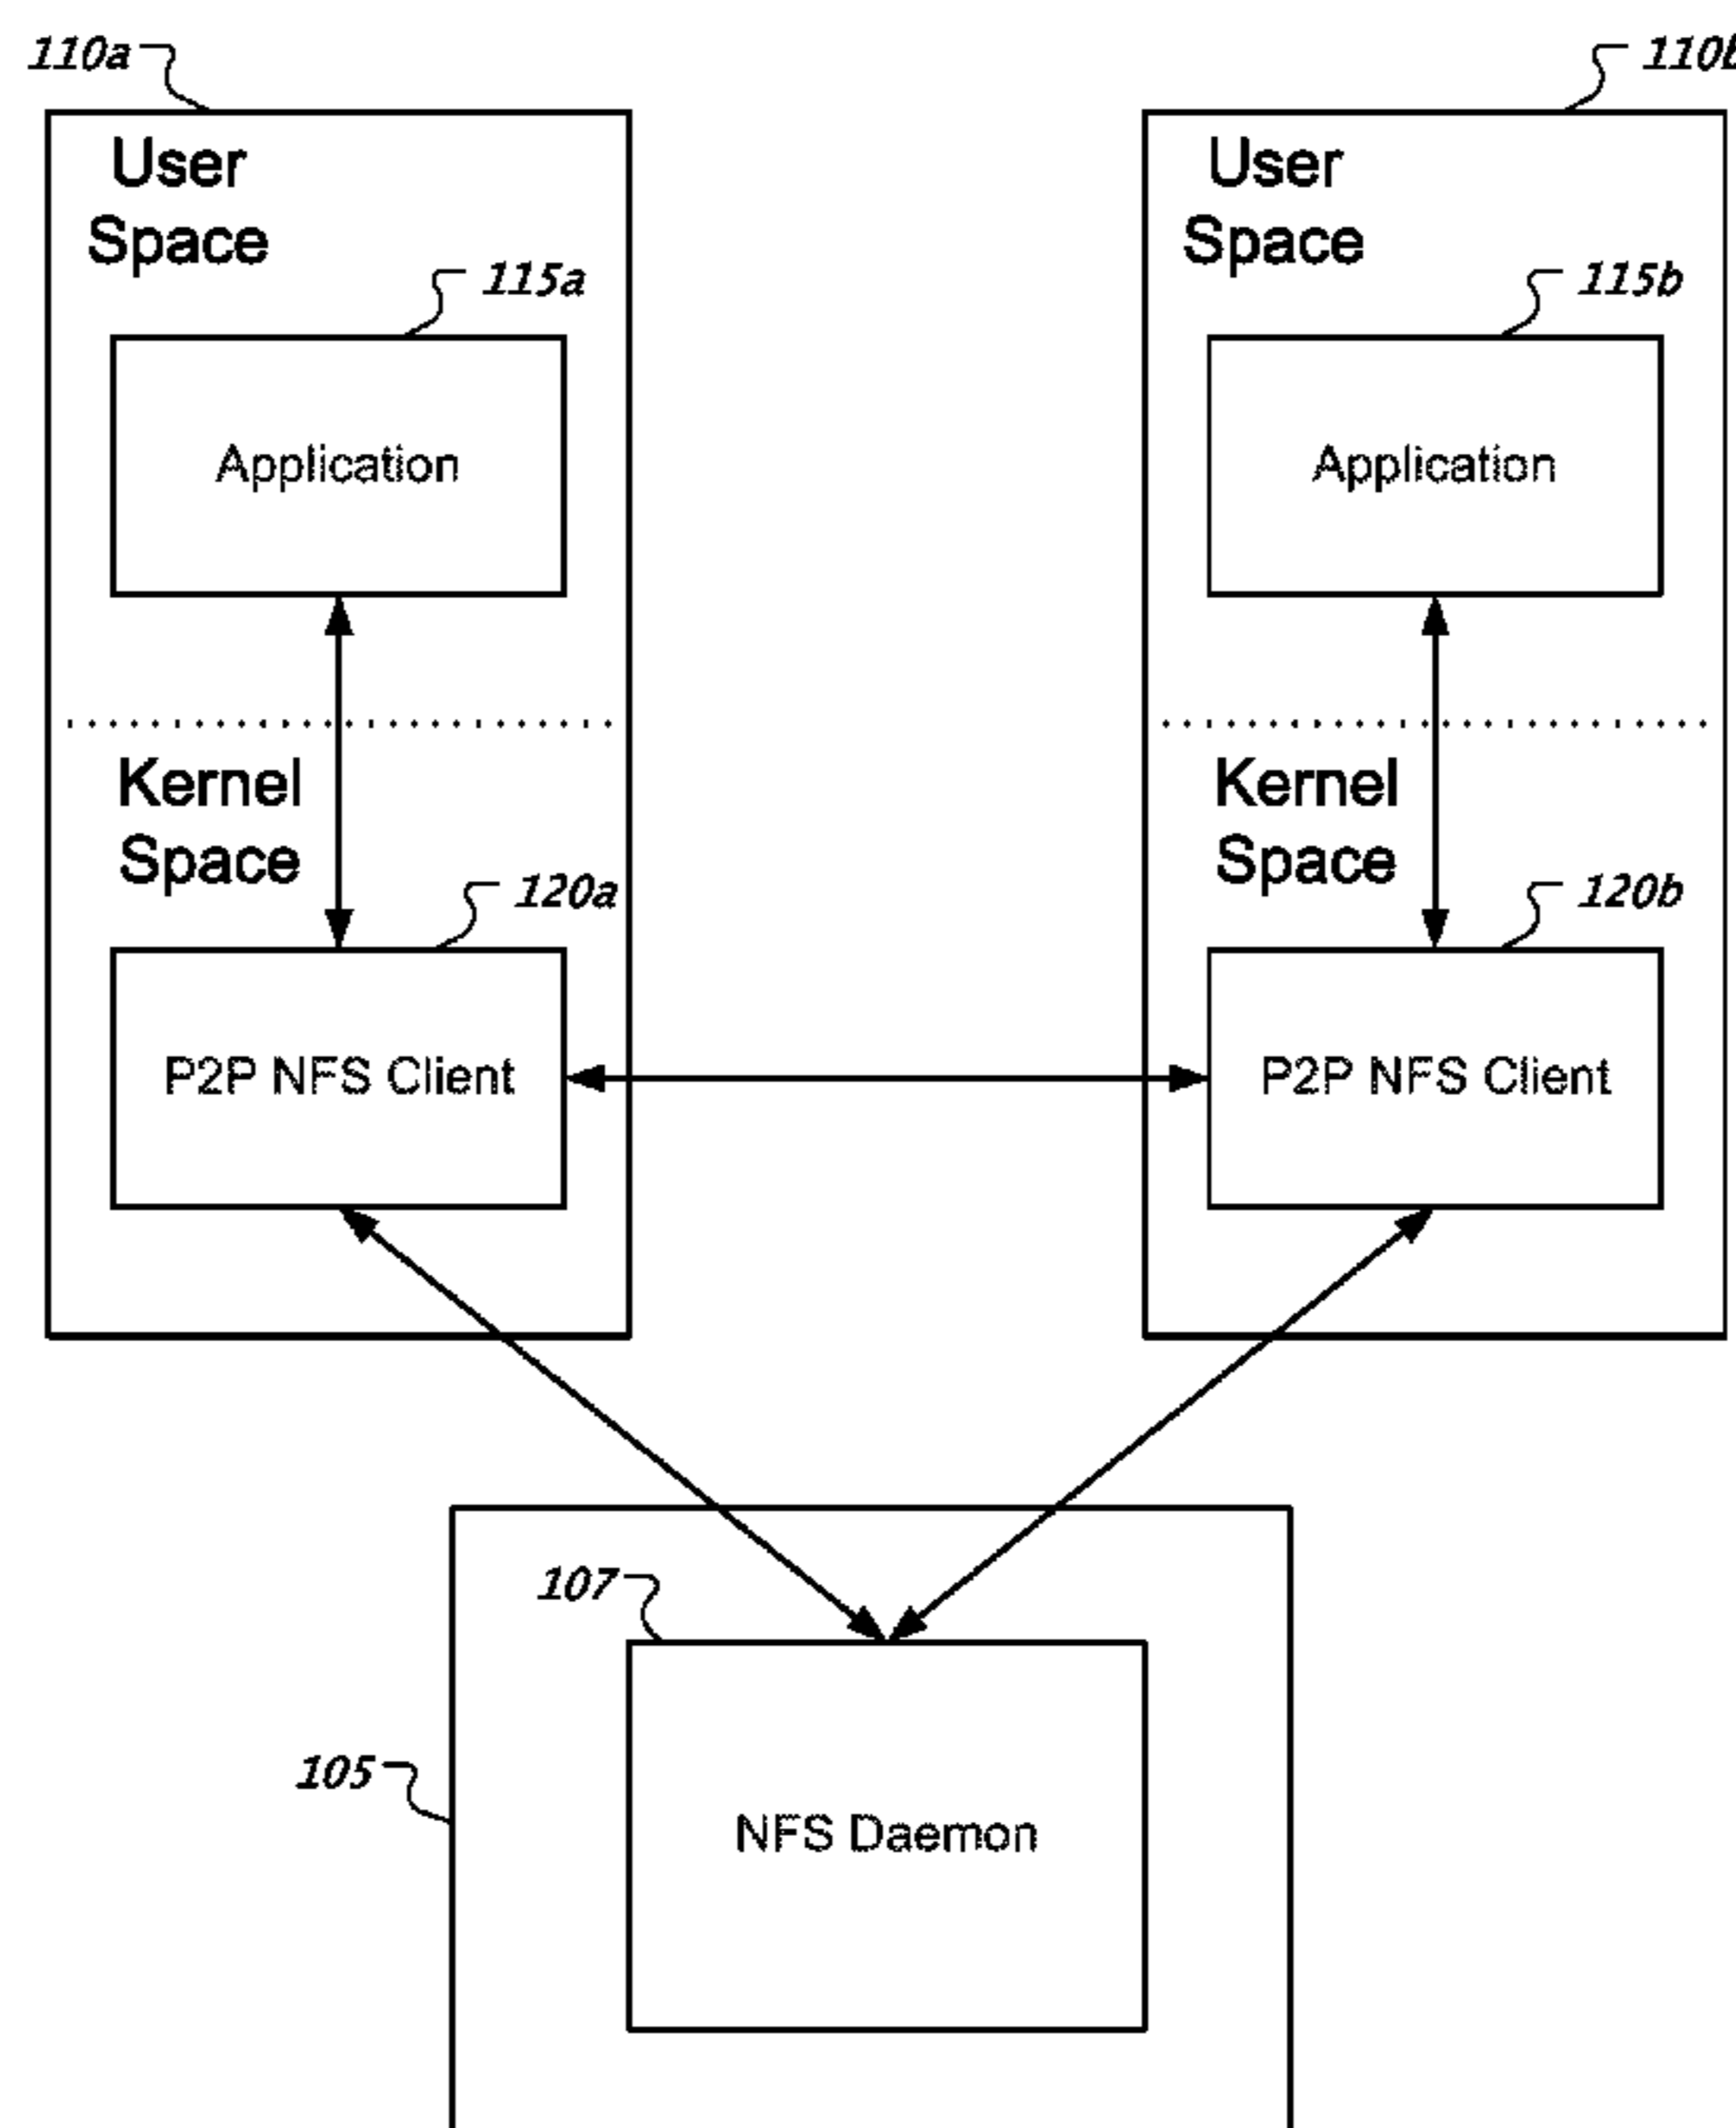 110a
110b
User
Space
User
Space
115a
115b
Application
Application
Kernel
Space
Kernel
Space
120a
120b
P2P NFS Client
P2P NFS Client
107
105
NFS Daemon